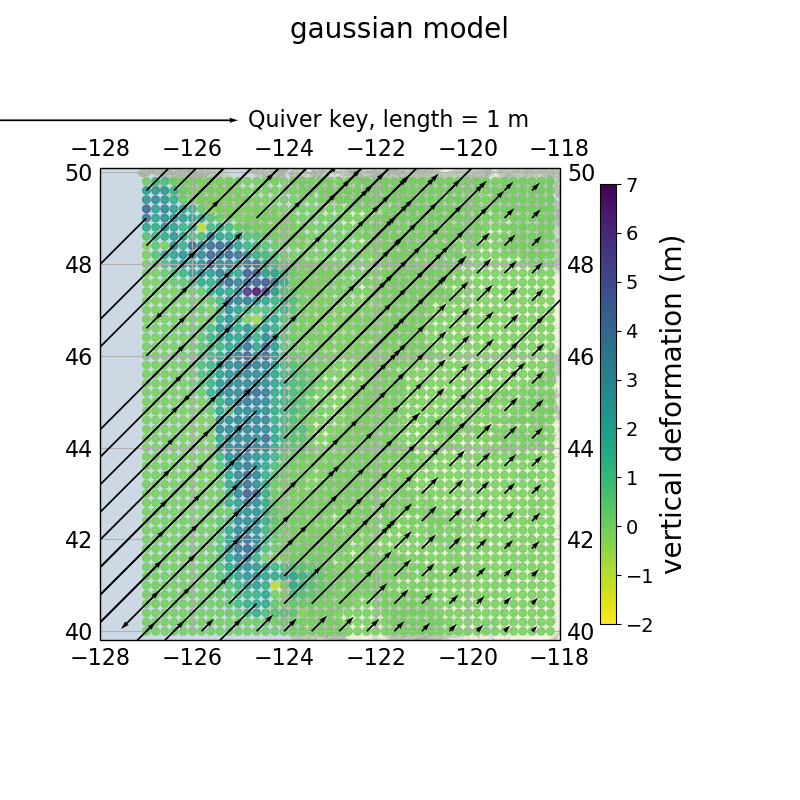 gaussian model
Quiver key, length = 1 m
−128 −126 −124 −122 −120 −118
50 50 7
6
48 48
5
4
46 46
3
2
44 44
1
42 42
0
−1
40 40 −2
−128 −126 −124 −122 −120 −118
vertical deformation (m)